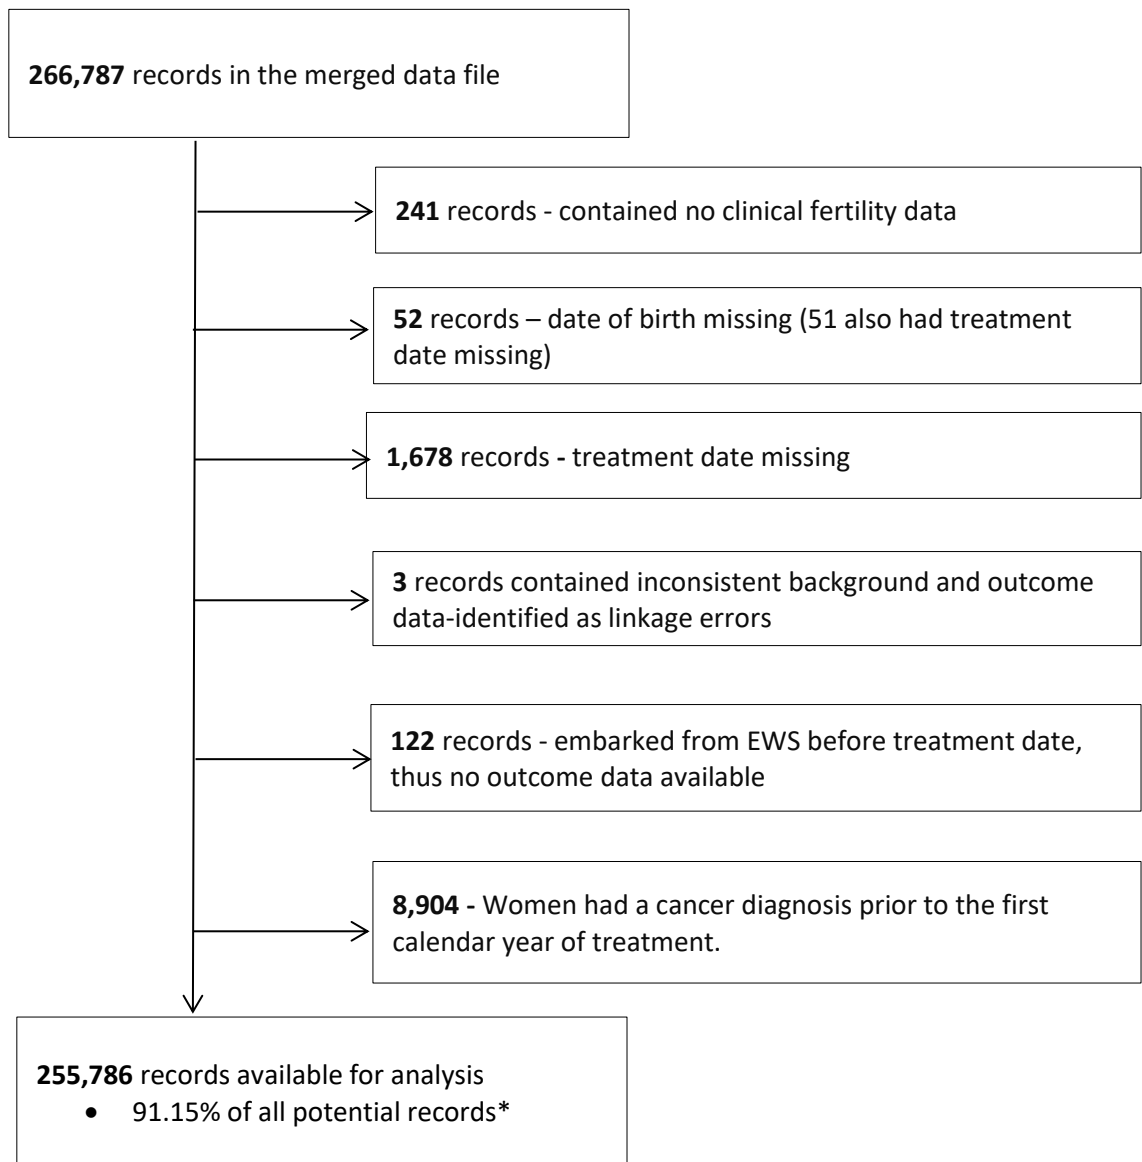 266,787 records in the merged data file
241 records - contained no clinical fertility data
52 records – date of birth missing (51 also had treatment
date missing)
1,678 records - treatment date missing
3 records contained inconsistent background and outcome
data-identified as linkage errors
122 records - embarked from EWS before treatment date,
thus no outcome data available
8,904 - Women had a cancer diagnosis prior to the first
calendar year of treatment.
255,786 records available for analysis
• 91.15% of all potential records*